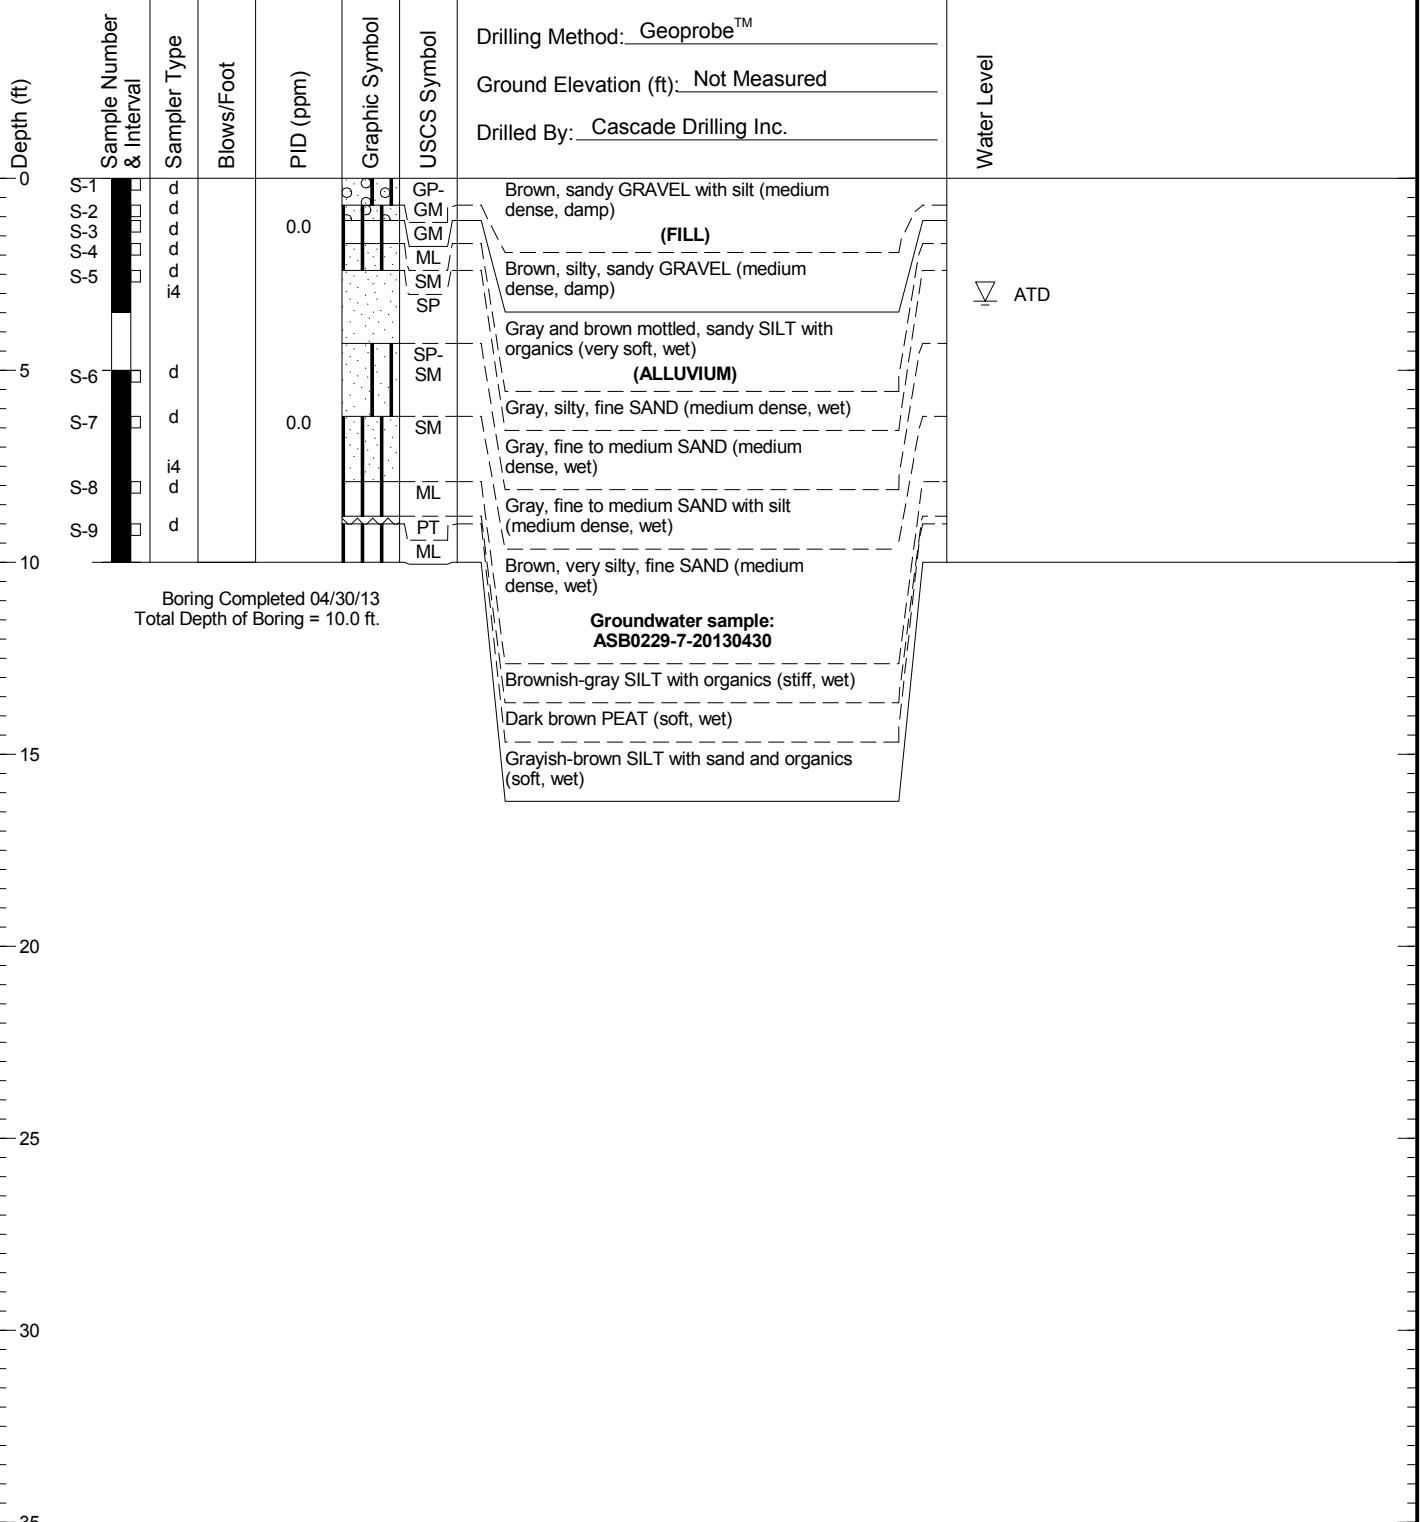 Depth (ft)
Sample Number
& Interval
Sampler Type
Blows/Foot
PID (ppm)
Graphic Symbol
USCS Symbol
Drilling Method: Geoprobe™
Ground Elevation (ft): Not Measured
Drilled By: Cascade Drilling Inc.
Water Level
0
5
10
15
20
25
30
35
S-1
S-2
S-3
S-4
S-5
S-6
S-7
S-8
S-9
d
d
d
d
d
i4
d
d
i4
d
d
0.0
0.0
GP-
GM
GM
ML
SM
SP
SP-
SM
SM
ML
PT
ML
Brown, sandy GRAVEL with silt (medium
dense, damp)
(FILL)
Brown, silty, sandy GRAVEL (medium
dense, damp)
Gray and brown mottled, sandy SILT with
organics (very soft, wet)
(ALLUVIUM)
Gray, silty, fine SAND (medium dense, wet)
Gray, fine to medium SAND (medium
dense, wet)
Gray, fine to medium SAND with silt
(medium dense, wet)
Brown, very silty, fine SAND (medium
dense, wet)
Groundwater sample:
ASB0229-7-20130430
Brownish-gray SILT with organics (stiff, wet)
Dark brown PEAT (soft, wet)
Grayish-brown SILT with sand and organics
(soft, wet)
ATD
Boring Completed 04/30/13
Total Depth of Boring = 10.0 ft.